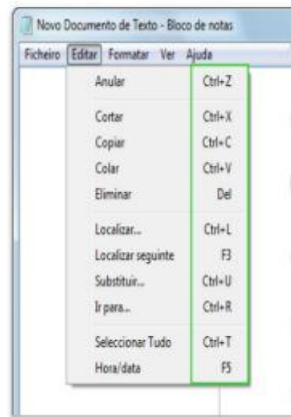 Novo Documento de Texto - Bloco de notas
Ficheiro Editar Formatar Ver Ajuda
Anular Ctrl+Z
Cortar Ctrl+X
Copiar Ctrl+C
Colar Ctrl+V
Eliminar Del
Localizar... Ctrl+L
Localizar seguinte F3
Substituir... Ctrl+U
Ir para... Ctrl+R
Seleccionar Tudo Ctrl+T
Hora/data F5